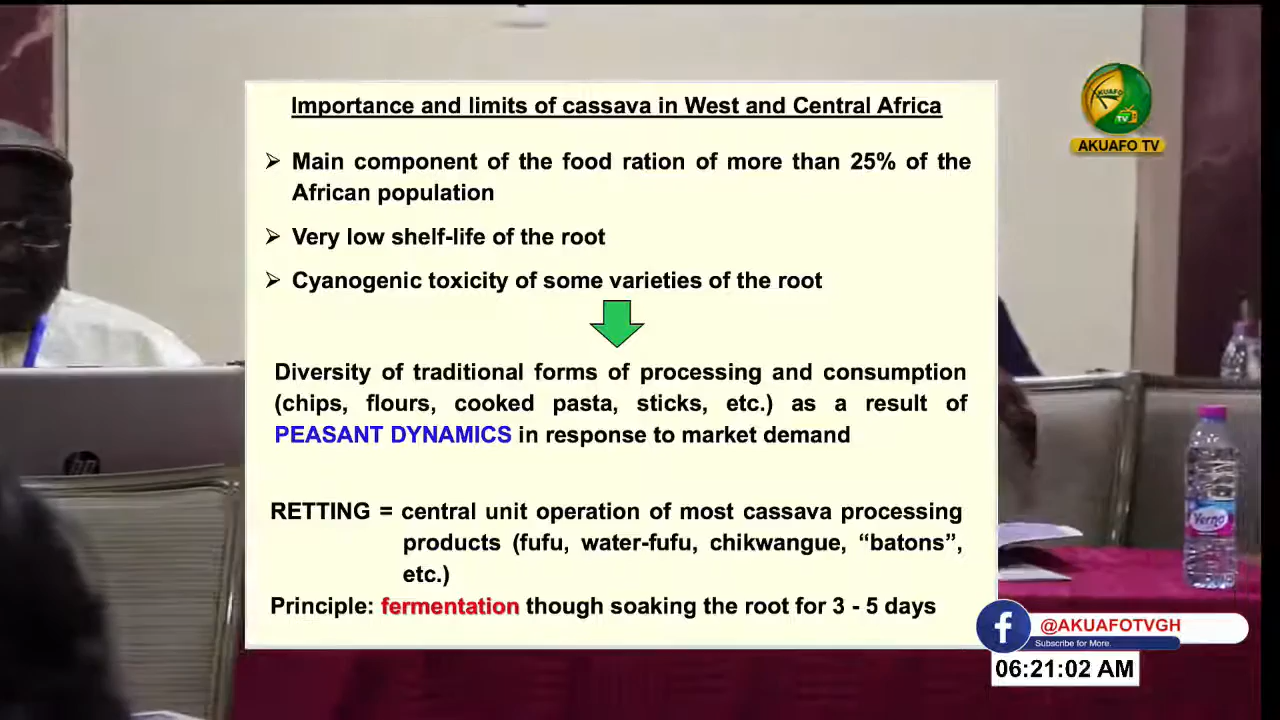 Importance and limits of cassava in West and Central Africa
AKUAFO
TV
AKUAFO TV
Main component of the food ration of more than 25% of the
African population
Very low shelf-life of the root
Cyanogenic toxicity of some varieties of the root
Diversity of traditional forms of processing and consumption
(chips, flours, cooked pasta, sticks, etc.) as a result of
PEASANT DYNAMICS in response to market demand
hp
RETTING = central unit operation of most cassava processing
products (fufu, water-fufu, chikwangue, “batons”,
etc.)
Principle: fermentation though soaking the root for 3 - 5 days
Verna
f
@AKUAFOTVGH
Subscribe for More.
06:21:02 AM